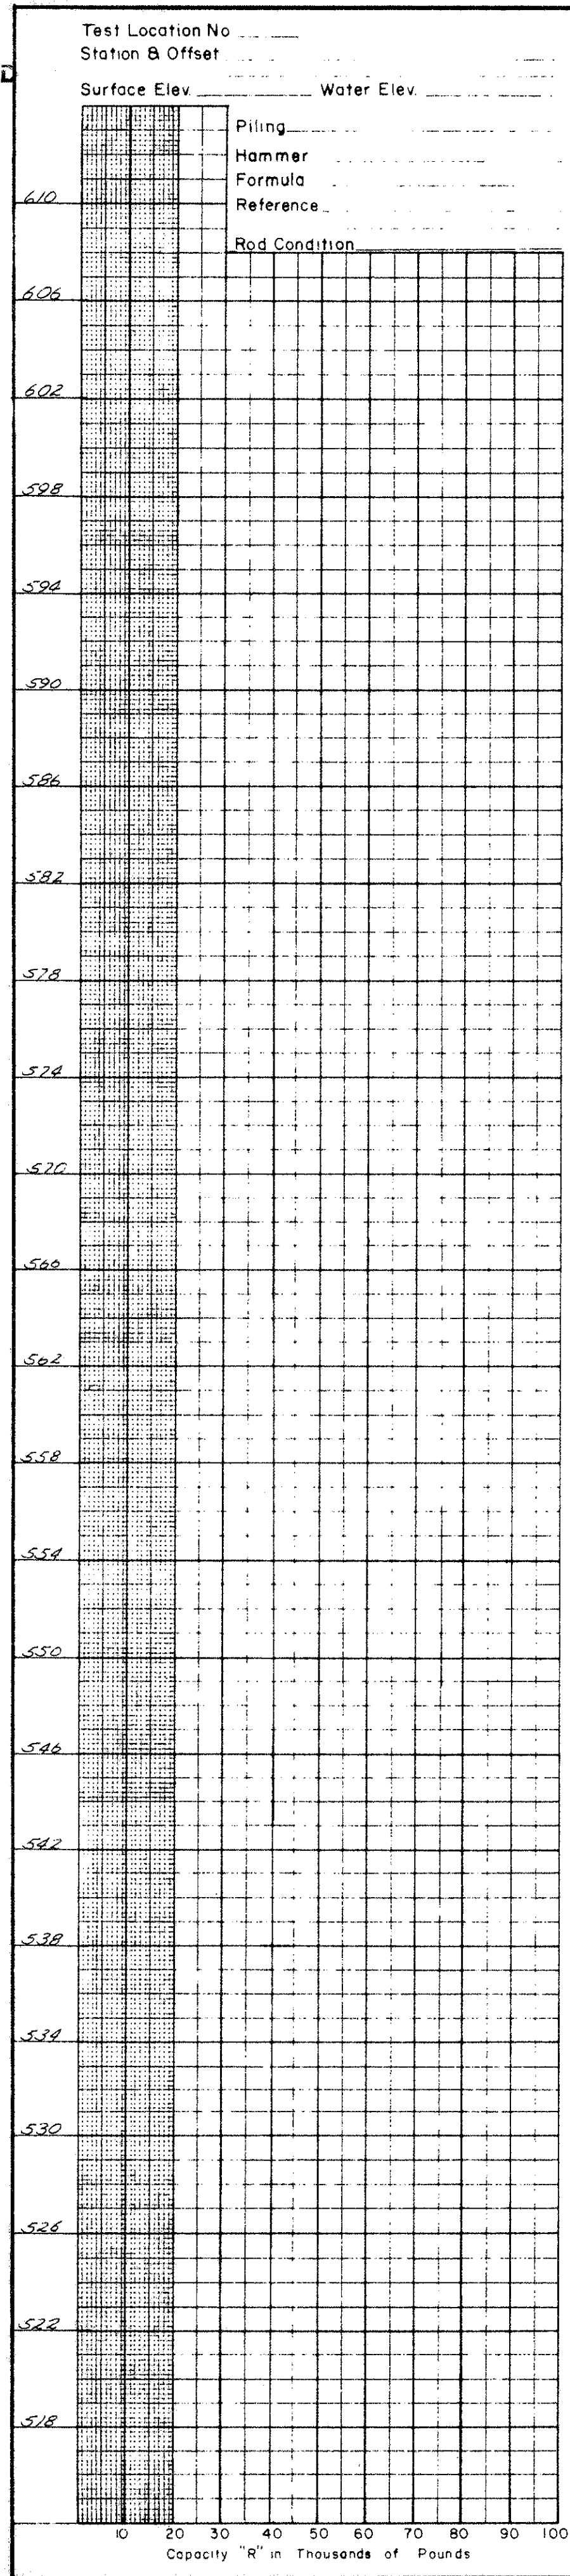 Test Location No
Station & Offset
D
Surface Elev. Water Elev.
Piling
Hammer
Formula
Reference
Rod Condition
610
606
602
598
594
590
586
582
578
574
570
566
562
558
554
550
546
542
538
534
530
526
522
518
10 20 30 40 50 60 70 80 90 100
Capacity "R" in Thousands of Pounds